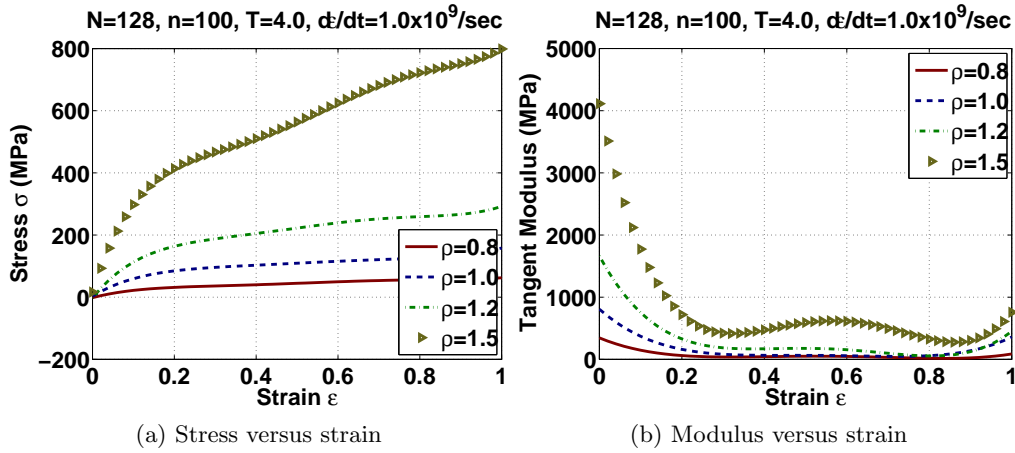 N=128, n=100, T=4.0, dε/dt=1.0x10⁹/sec
800
600
400
200
0
−200
Stress σ (MPa)
ρ=0.8
ρ=1.0
ρ=1.2
ρ=1.5
0 0.2 0.4 0.6 0.8 1
Strain ε
(a) Stress versus strain
N=128, n=100, T=4.0, dε/dt=1.0x10⁹/sec
5000
4000
3000
2000
1000
0
Tangent Modulus (MPa)
ρ=0.8
ρ=1.0
ρ=1.2
ρ=1.5
0 0.2 0.4 0.6 0.8 1
Strain ε
(b) Modulus versus strain